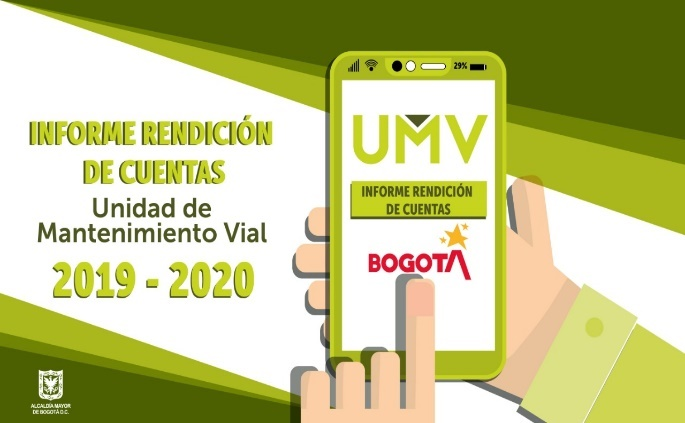 INFORME RENDICIÓN
DE CUENTAS
Unidad de
Mantenimiento Vial
2019 - 2020
ALCALDÍA MAYOR
DE BOGOTÁ D.C.
29%
UMV
INFORME RENDICIÓN
DE CUENTAS
BOGOTÁ